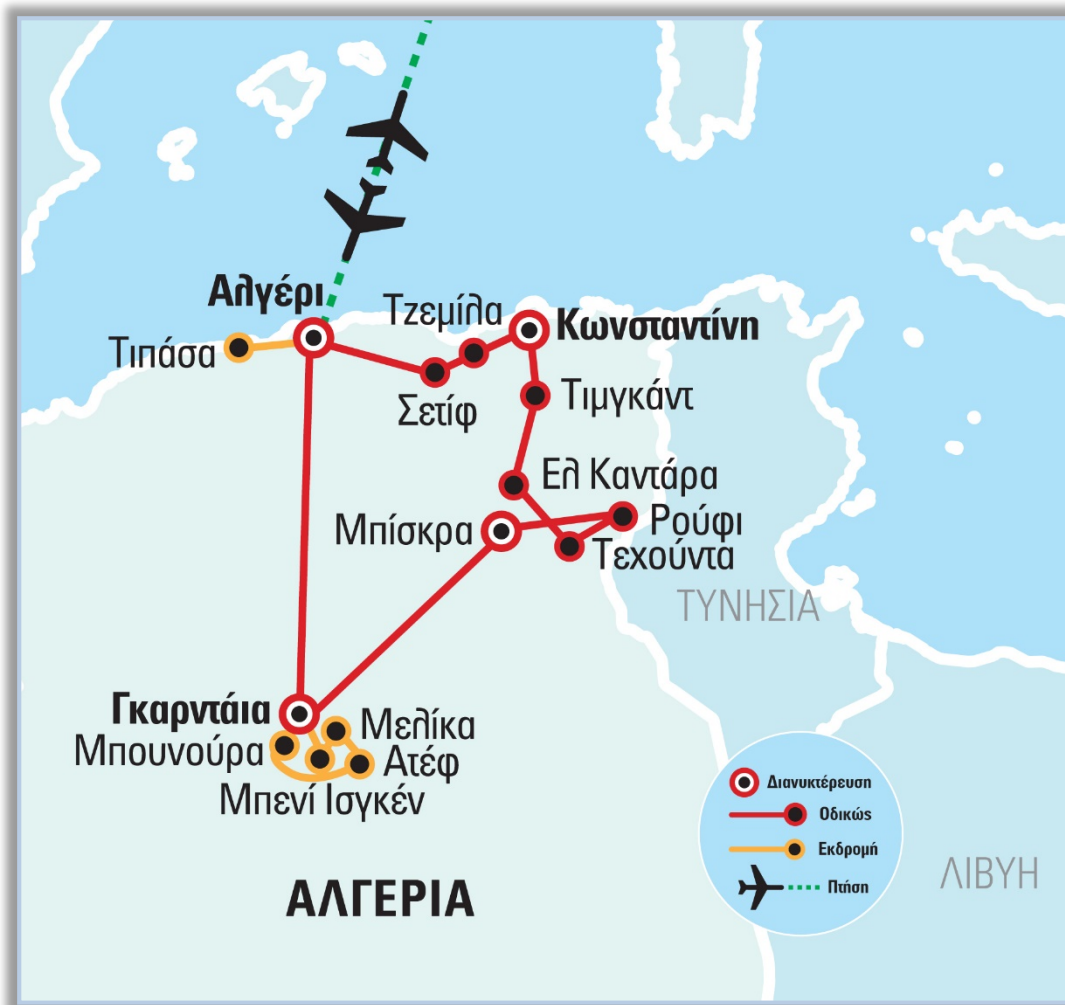 Αλγέρι
Τζεμίλα
Κωνσταντίνη
Τιπάσα
Σετίφ
Τιμγκάντ
Ελ Καντάρα
Μπίσκρα
Ρούφι
Τεχούντα
ΤΥΝΗΣΙΑ
Γκαρντάια
Μελίκα
Μπουνούρα
Ατέφ
Μπενί Ισγκέν
Διανυκτέρευση
Οδικώς
Εκδρομή
Πτήση
ΛΙΒΥΗ
ΑΛΓΕΡΙΑ